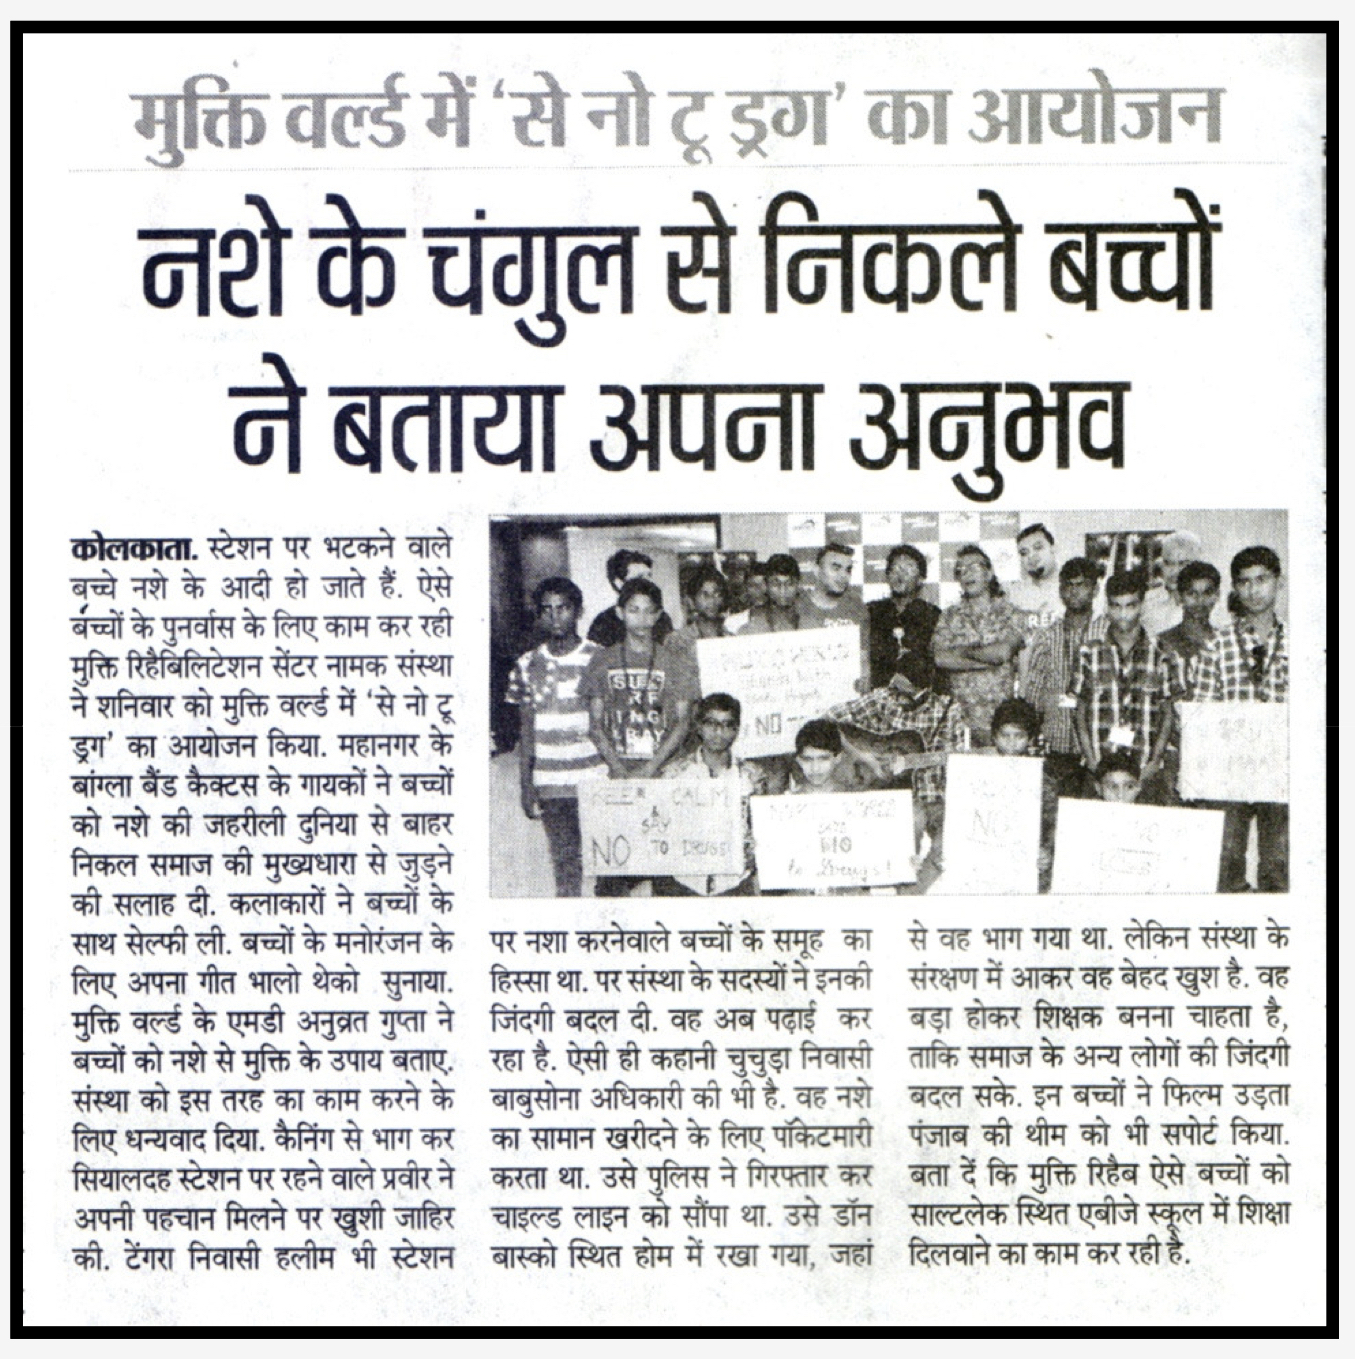 मुक्ति वर्ल्ड में ‘से नो टू ड्रग’ का आयोजन
नशे के चंगुल से निकले बच्चों
ने बताया अपना अनुभव
कोलकाता. स्टेशन पर भटकने वाले
बच्चे नशे के आदी हो जाते हैं. ऐसे
बच्चों के पुनर्वास के लिए काम कर रही
मुक्ति रिहैबिलिटेशन सेंटर नामक संस्था
ने शनिवार को मुक्ति वर्ल्ड में ‘से नो टू
ड्रग’ का आयोजन किया. महानगर के
बांग्ला बैंड कैक्टस के गायकों ने बच्चों
को नशे की जहरीली दुनिया से बाहर
निकल समाज की मुख्यधारा से जुड़ने
की सलाह दी. कलाकारों ने बच्चों के
साथ सेल्फी ली. बच्चों के मनोरंजन के
लिए अपना गीत भालो थेको सुनाया.
मुक्ति वर्ल्ड के एमडी अनुव्रत गुप्ता ने
बच्चों को नशे से मुक्ति के उपाय बताए.
संस्था को इस तरह का काम करने के
लिए धन्यवाद दिया. कैनिंग से भाग कर
सियालदह स्टेशन पर रहने वाले प्रवीर ने
अपनी पहचान मिलने पर खुशी जाहिर
की. टेंगरा निवासी हलीम भी स्टेशन
KEEP CALM
&
SAY
NO TO DRUGS
SAY
NO
to Drugs!
NO
पर नशा करनेवाले बच्चों के समूह का
हिस्सा था. पर संस्था के सदस्यों ने इनकी
जिंदगी बदल दी. वह अब पढ़ाई कर
रहा है. ऐसी ही कहानी चुचुड़ा निवासी
बाबुसोना अधिकारी की भी है. वह नशे
का सामान खरीदने के लिए पॉकेटमारी
करता था. उसे पुलिस ने गिरफ्तार कर
चाइल्ड लाइन को सौंपा था. उसे डॉन
बास्को स्थित होम में रखा गया, जहां
से वह भाग गया था. लेकिन संस्था के
संरक्षण में आकर वह बेहद खुश है. वह
बड़ा होकर शिक्षक बनना चाहता है,
ताकि समाज के अन्य लोगों की जिंदगी
बदल सके. इन बच्चों ने फिल्म उड़ता
पंजाब की थीम को भी सपोर्ट किया.
बता दें कि मुक्ति रिहैब ऐसे बच्चों को
साल्टलेक स्थित एबीजे स्कूल में शिक्षा
दिलवाने का काम कर रही है.